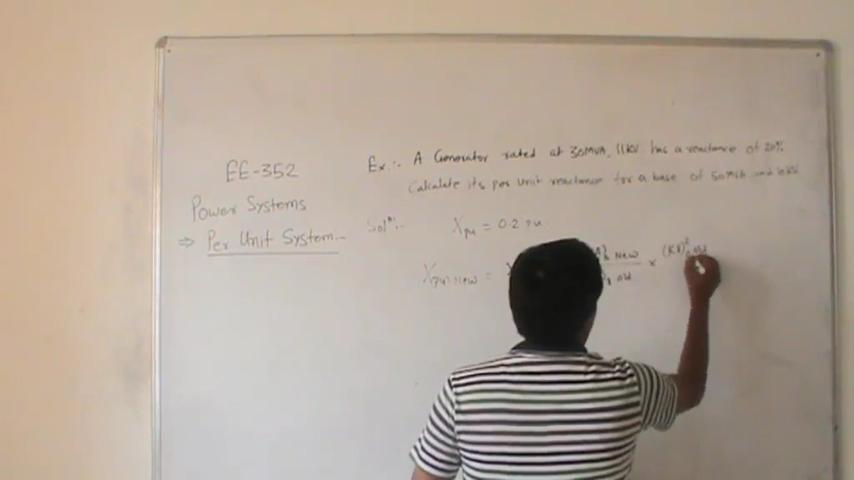 EE-352
Power Systems
⇒ Per Unit System.-
Ex:- A Generator rated at 30MVA, 11KV has a reactance of 20%
Calculate its per unit reactance for a base of 50MVA and 10KV
Solⁿ:- Xpu = 0.2 pu
Xpu, New = New × (KV)² old
old